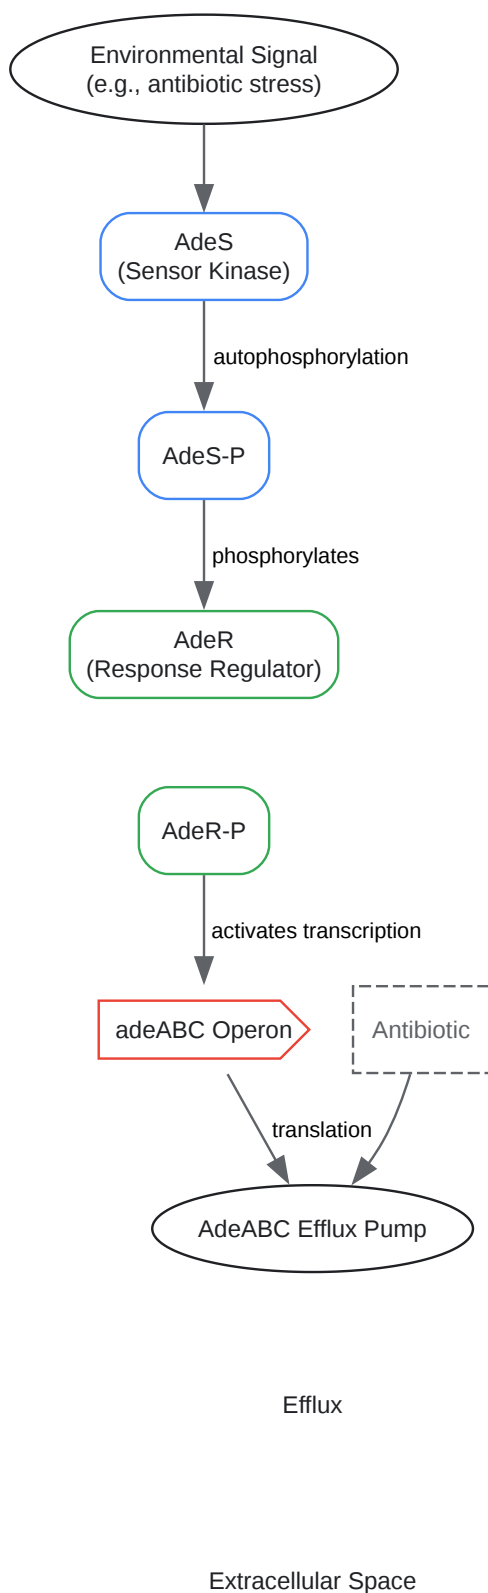 Environmental Signal
(e.g., antibiotic stress)
AdeS
(Sensor Kinase)
autophosphorylation
AdeS-P
phosphorylates
AdeR
(Response Regulator)
AdeR-P
activates transcription
adeABC Operon
Antibiotic
translation
AdeABC Efflux Pump
Efflux
Extracellular Space